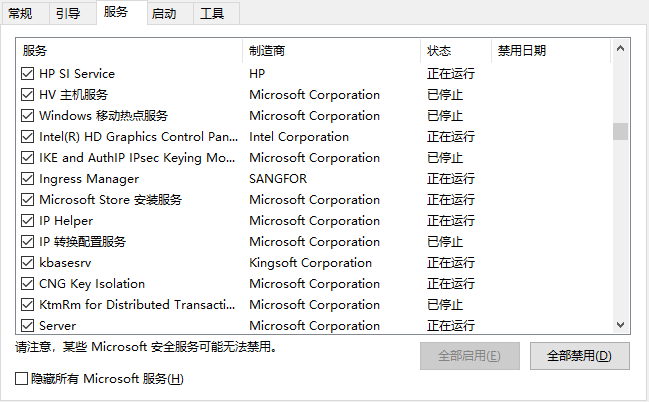 常规 引导 服务 启动 工具
服务 制造商 状态 禁用日期
HP SI Service HP 正在运行
HV 主机服务 Microsoft Corporation 已停止
Windows 移动热点服务 Microsoft Corporation 已停止
Intel(R) HD Graphics Control Pan... Intel Corporation 正在运行
IKE and AuthIP IPsec Keying Mo... Microsoft Corporation 已停止
Ingress Manager SANGFOR 正在运行
Microsoft Store 安装服务 Microsoft Corporation 正在运行
IP Helper Microsoft Corporation 正在运行
IP 转换配置服务 Microsoft Corporation 已停止
kbasesrv Kingsoft Corporation 正在运行
CNG Key Isolation Microsoft Corporation 正在运行
KtmRm for Distributed Transacti... Microsoft Corporation 已停止
Server Microsoft Corporation 正在运行
请注意，某些 Microsoft 安全服务可能无法禁用。
全部启用(E) 全部禁用(D)
隐藏所有 Microsoft 服务(H)